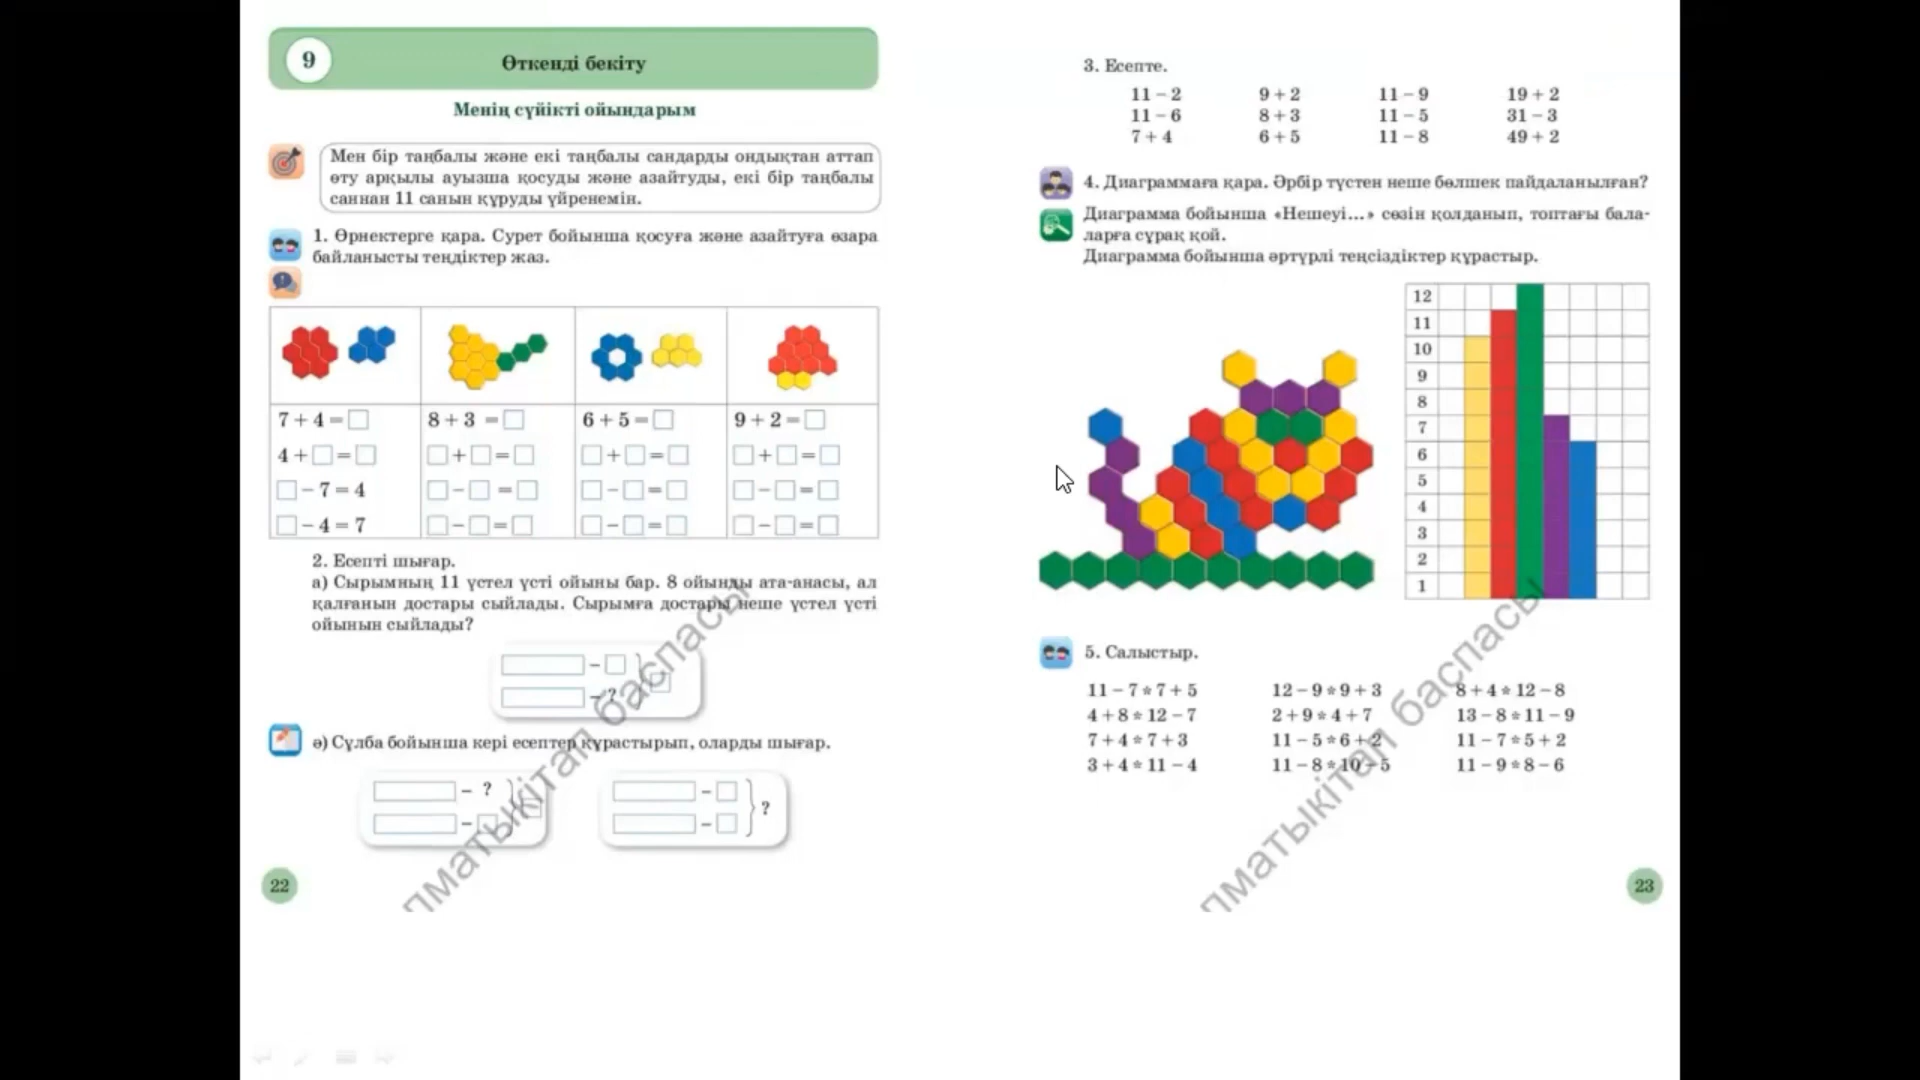 9
Өткенді бекіту
Менің сүйікті ойындарым
Мен бір таңбалы және екі таңбалы сандарды ондықтан аттап
өту арқылы ауызша қосуды және азайтуды, екі бір таңбалы
саннан 11 санын құруды үйренемін.
1. Өрнектерге қара. Сурет бойынша қосуға және азайтуға өзара
байланысты теңдіктер жаз.
7 + 4 = □ 8 + 3 = □ 6 + 5 = □ 9 + 2 = □
4 + □ = □ □ + □ = □ □ + □ = □ □ + □ = □
□ − 7 = 4 □ − □ = □ □ − □ = □ □ − □ = □
□ − 4 = 7 □ − □ = □ □ − □ = □ □ − □ = □
2. Есепті шығар.
а) Сырымның 11 үстел үсті ойыны бар. 8 ойынды ата-анасы, ал
қалғанын достары сыйлады. Сырымға достары неше үстел үсті
ойынын сыйлады?
− □
− ?
ә) Сұлба бойынша кері есептер құрастырып, оларды шығар.
− ? − □
− □ − □ ?
22
3. Есепте.
11 − 2 9 + 2 11 − 9 19 + 2
11 − 6 8 + 3 11 − 5 31 − 3
7 + 4 6 + 5 11 − 8 49 + 2
4. Диаграммаға қара. Әрбір түстен неше бөлшек пайдаланылған?
Диаграмма бойынша «Нешеуі...» сөзін қолданып, топтағы бала-
ларға сұрақ қой.
Диаграмма бойынша әртүрлі теңсіздіктер құрастыр.
12
11
10
9
8
7
6
5
4
3
2
1
5. Салыстыр.
11 − 7 * 7 + 5 12 − 9 * 9 + 3 8 + 4 * 12 − 8
4 + 8 * 12 − 7 2 + 9 * 4 + 7 13 − 8 * 11 − 9
7 + 4 * 7 + 3 11 − 5 * 6 + 2 11 − 7 * 5 + 2
3 + 4 * 11 − 4 11 − 8 * 10 − 5 11 − 9 * 8 − 6
23
лматыкітап баспасы
лматыкітап баспасы